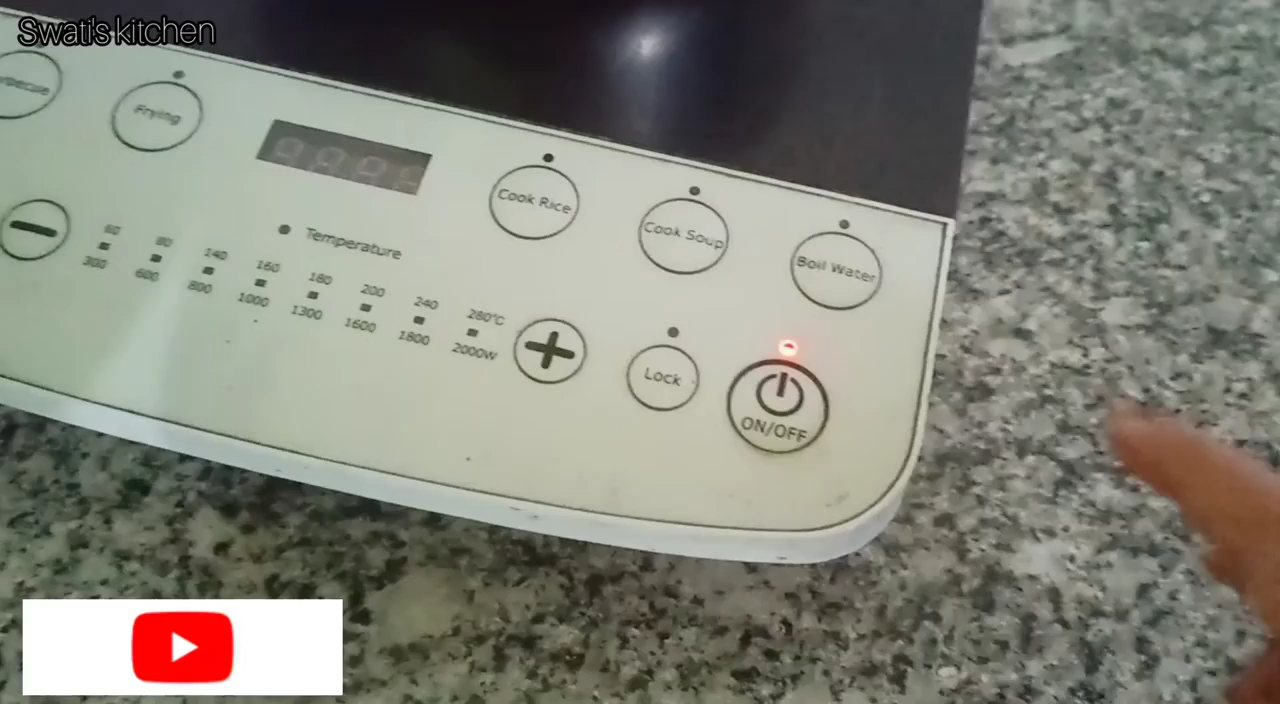 Swati's kitchen
Frying
Cook Rice
Cook Soup
Boil Water
Temperature
60 80 140 160 180 200 240 280°C
300 600 800 1000 1300 1600 1800 2000W
Lock
ON/OFF